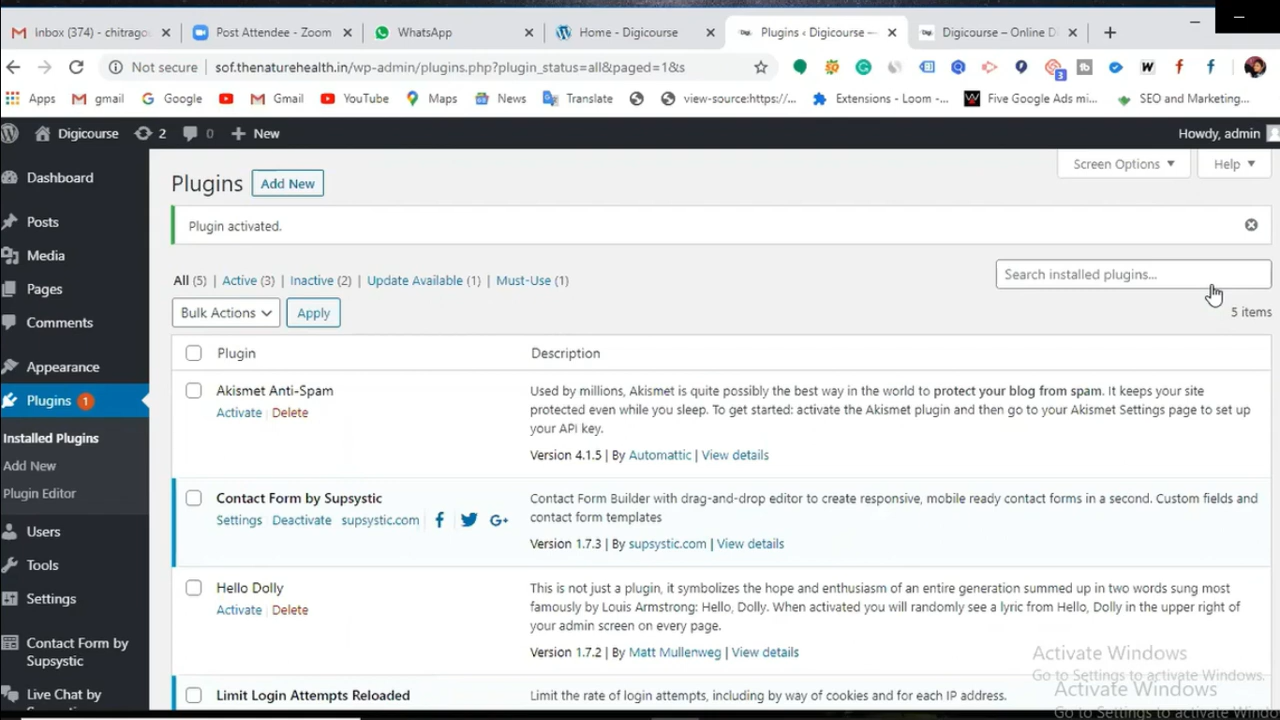 Inbox (374) - chitrago
Post Attendee - Zoom
WhatsApp
Home - Digicourse
Plugins ‹ Digicourse —
Digicourse – Online D
Not secure
sof.thenaturehealth.in/wp-admin/plugins.php?plugin_status=all&paged=1&s
3
Apps
gmail
Google
Gmail
YouTube
Maps
News
Translate
view-source:https://...
Extensions - Loom -...
Five Google Ads mi...
SEO and Marketing...
Digicourse
2
0
New
Howdy, admin
Dashboard
Posts
Media
Pages
Comments
Appearance
Plugins 1
Installed Plugins
Add New
Plugin Editor
Users
Tools
Settings
Contact Form by
Supsystic
Live Chat by
Screen Options
Help
Plugins
Add New
Plugin activated.
All (5) | Active (3) | Inactive (2) | Update Available (1) | Must-Use (1)
Search installed plugins...
Bulk Actions
Apply
5 items
Plugin
Description
Akismet Anti-Spam
Activate | Delete
Used by millions, Akismet is quite possibly the best way in the world to protect your blog from spam. It keeps your site
protected even while you sleep. To get started: activate the Akismet plugin and then go to your Akismet Settings page to set up
your API key.
Version 4.1.5 | By Automattic | View details
Contact Form by Supsystic
Settings | Deactivate | supsystic.com
Contact Form Builder with drag-and-drop editor to create responsive, mobile ready contact forms in a second. Custom fields and
contact form templates
Version 1.7.3 | By supsystic.com | View details
Hello Dolly
Activate | Delete
This is not just a plugin, it symbolizes the hope and enthusiasm of an entire generation summed up in two words sung most
famously by Louis Armstrong: Hello, Dolly. When activated you will randomly see a lyric from Hello, Dolly in the upper right of
your admin screen on every page.
Version 1.7.2 | By Matt Mullenweg | View details
Limit Login Attempts Reloaded
Limit the rate of login attempts, including by way of cookies and for each IP address.
Activate Windows
Go to Settings to activate Windows.
Activate Windows
Go to Settings to activate Windo